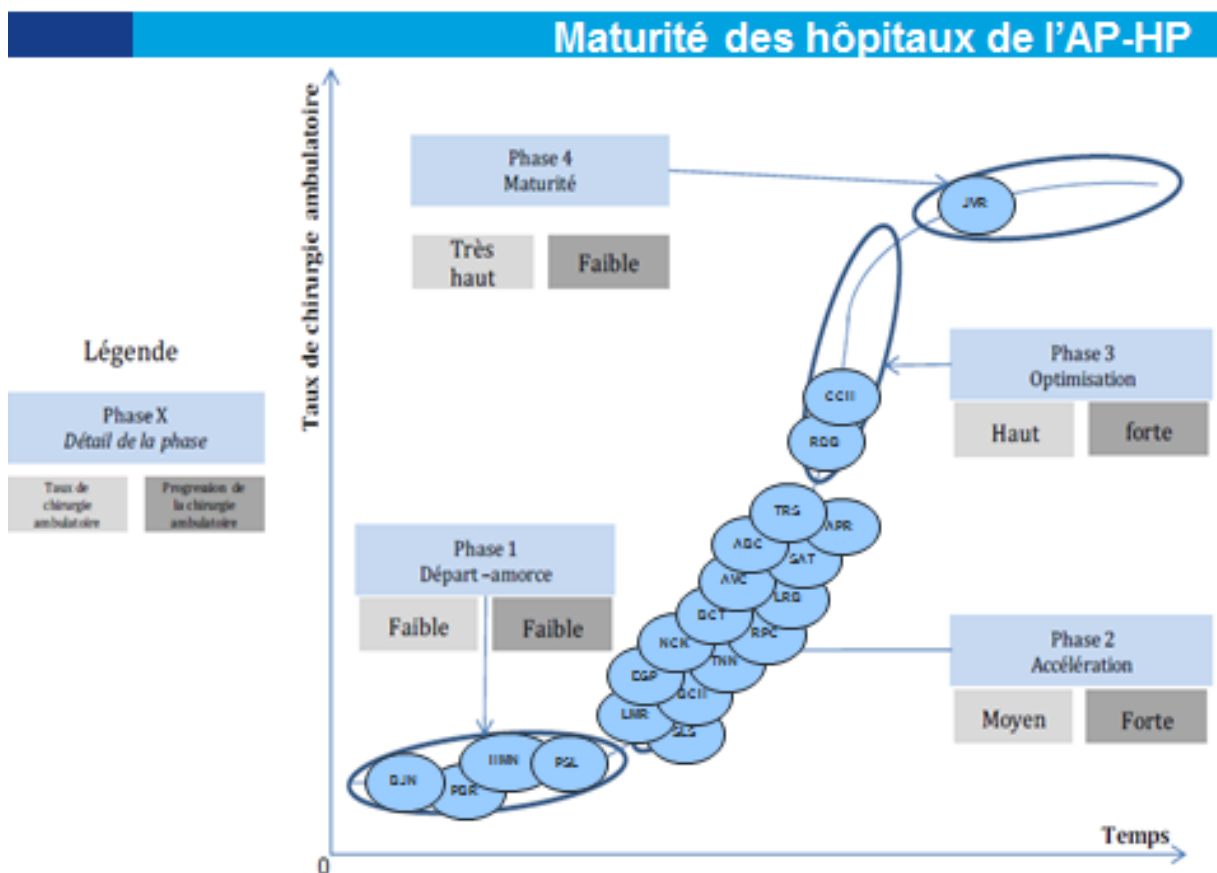 Maturité des hôpitaux de l'AP-HP
Taux de chirurgie ambulatoire
Phase 4
Maturité
Très
haut
Faible
JVR
Légende
Phase X
Détail de la phase
Taux de
chirurgie
ambulatoire
Progression de
la chirurgie
ambulatoire
Phase 3
Optimisation
Haut
forte
RDB
TRS
APR
ABC
SAT
AVC
LRB
BCT
RPC
NCK
TNN
EGP
LMR
SLS
Phase 1
Départ –amorce
Faible
Faible
Phase 2
Accélération
Moyen
Forte
BJN
PBR
PSL
Temps
0